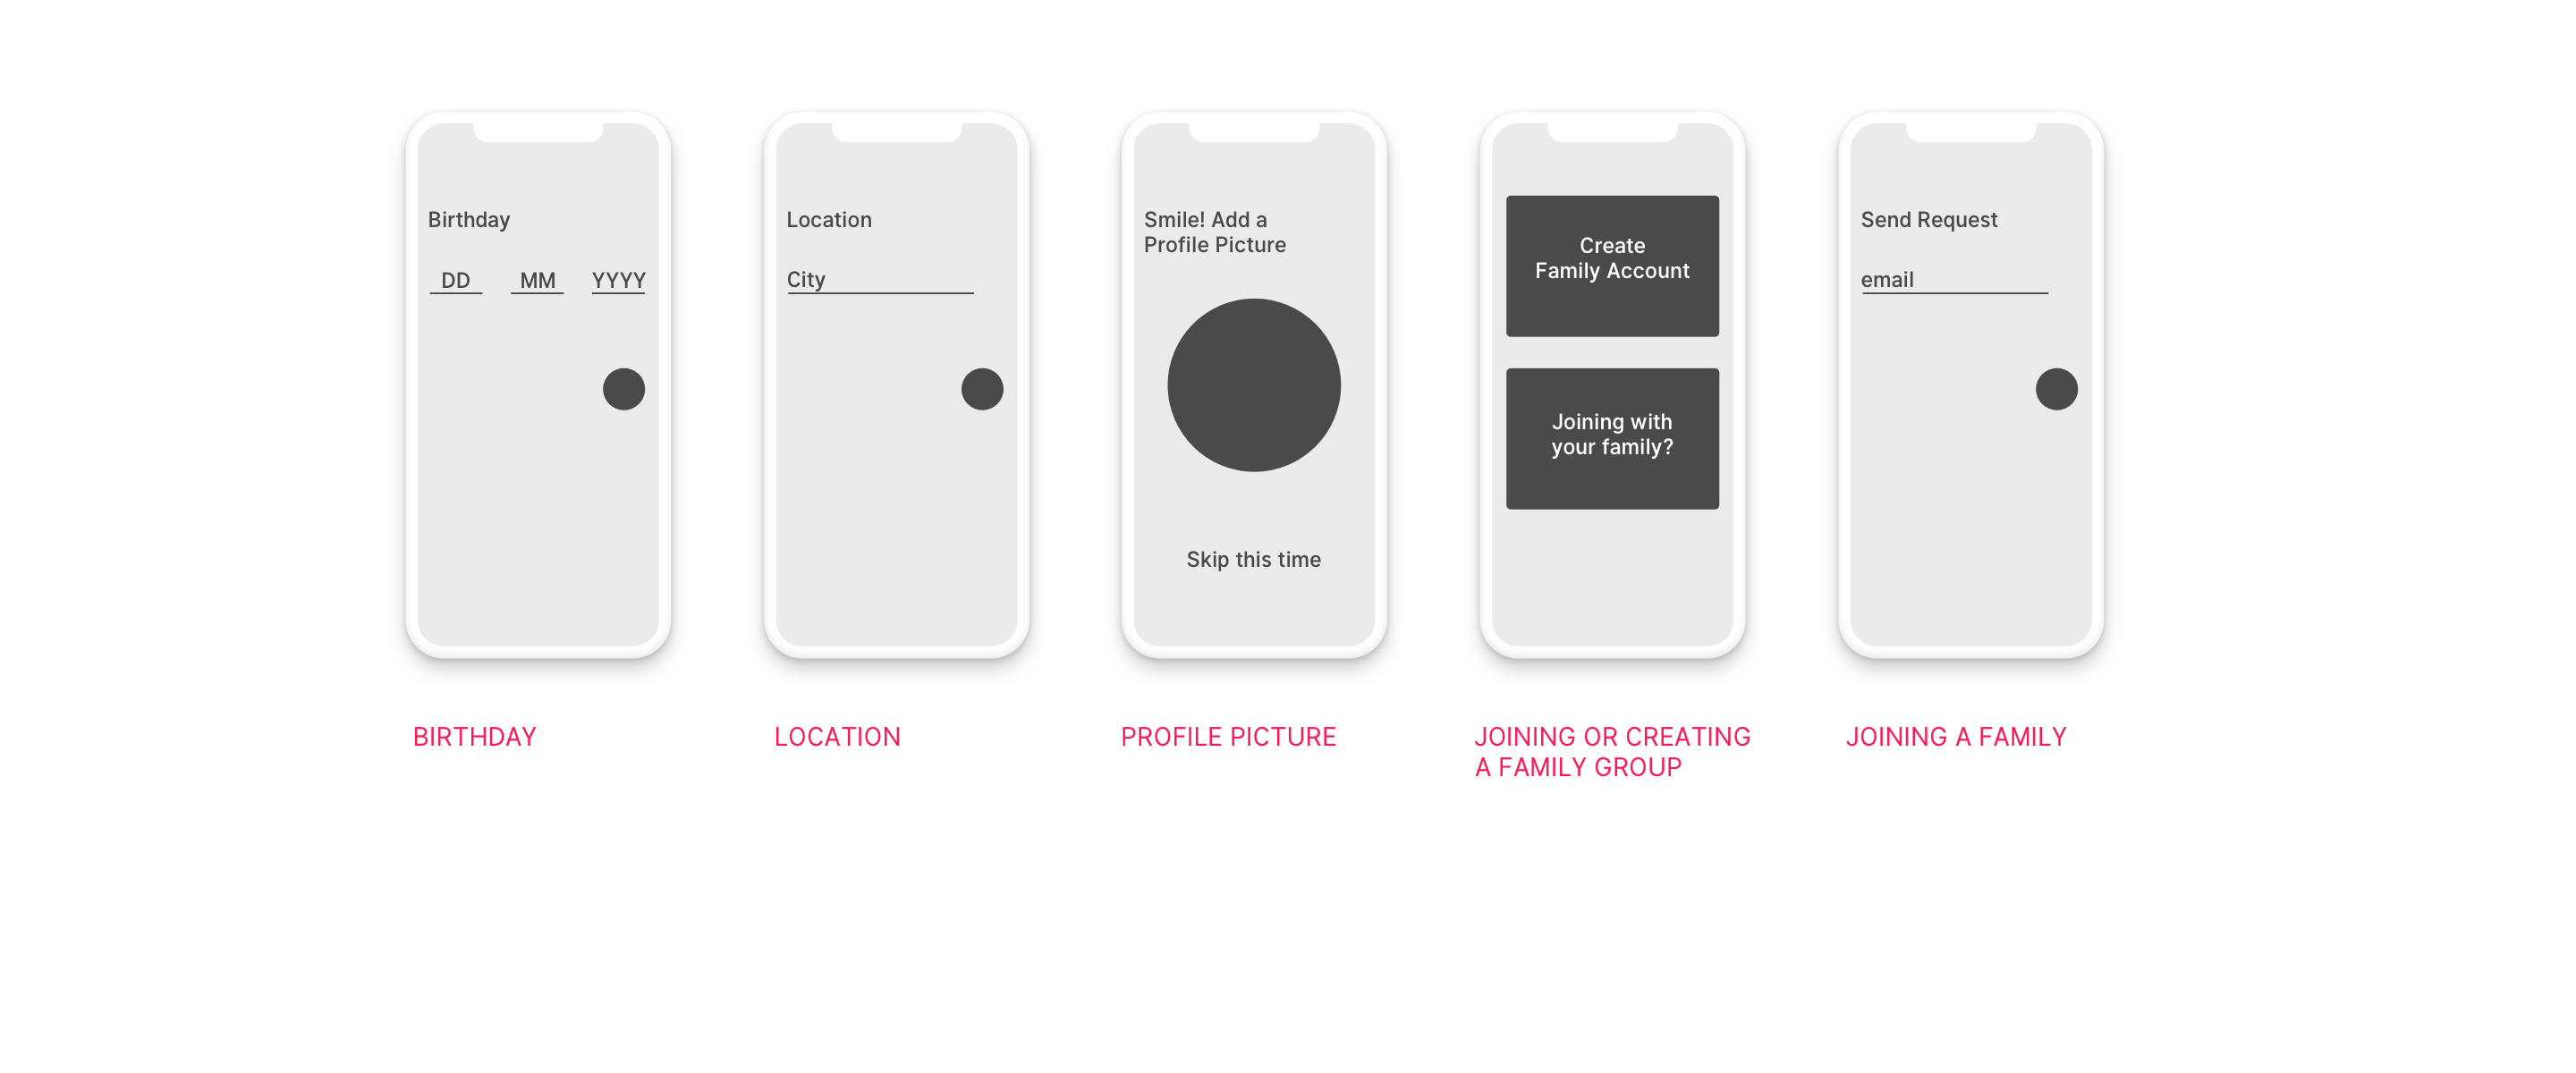 Birthday
DD MM YYYY
Location
City
Smile! Add a
Profile Picture
Skip this time
Create
Family Account
Joining with
your family?
Send Request
email
BIRTHDAY
LOCATION
PROFILE PICTURE
JOINING OR CREATING
A FAMILY GROUP
JOINING A FAMILY